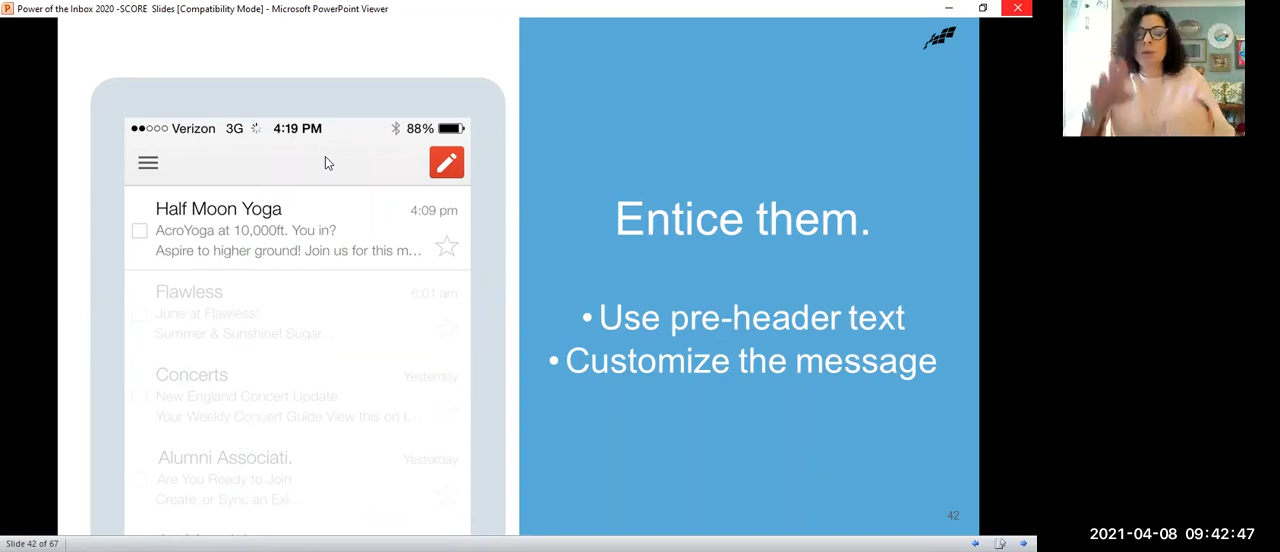 Power of the Inbox 2020 -SCORE  Slides [Compatibility Mode] - Microsoft PowerPoint Viewer
Verizon 3G 4:19 PM 88%
Half Moon Yoga 4:09 pm
AcroYoga at 10,000ft. You in?
Aspire to higher ground! Join us for this m...
Flawless 6:01 am
June at Flawless!
Summer & Sunshine! Sugar...
Concerts Yesterday
New England Concert Update
Your Weekly Concert Guide View this on t...
Alumni Associati. Yesterday
Are You Ready to Join
Create or Sync an Exi...
Entice them.
• Use pre-header text
• Customize the message
42
Slide 42 of 67
2021-04-08 09:42:47